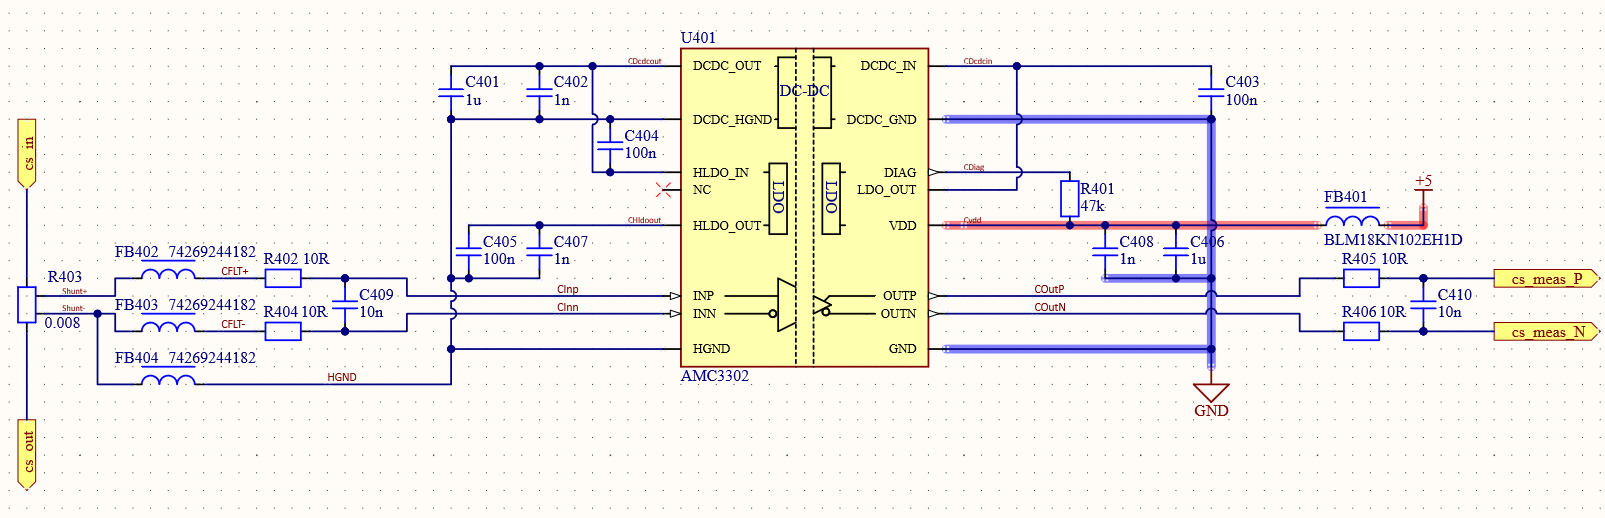 U401
CDcdcout
DCDC_OUT
DCDC_IN
CDcdcin
C401
1u
C402
1n
DC-DC
C403
100n
DCDC_HGND
DCDC_GND
C404
100n
cs_in
HLDO_IN
NC
LDO
LDO
DIAG
LDO_OUT
CDiag
R401
47k
+5
FB401
CHldoout
HLDO_OUT
VDD
Cvdd
BLM18KN102EH1D
C405
100n
C407
1n
C408
1n
C406
1u
FB402 74269244182
R402 10R
CFLT+
R405 10R
cs_meas_P
R403
Shunt+
Shunt-
0.008
C409
10n
CInp
CInn
INP
INN
OUTP
OUTN
COutP
COutN
C410
10n
FB403 74269244182
R404 10R
CFLT-
R406 10R
cs_meas_N
FB404 74269244182
HGND
HGND
GND
AMC3302
GND
cs_out